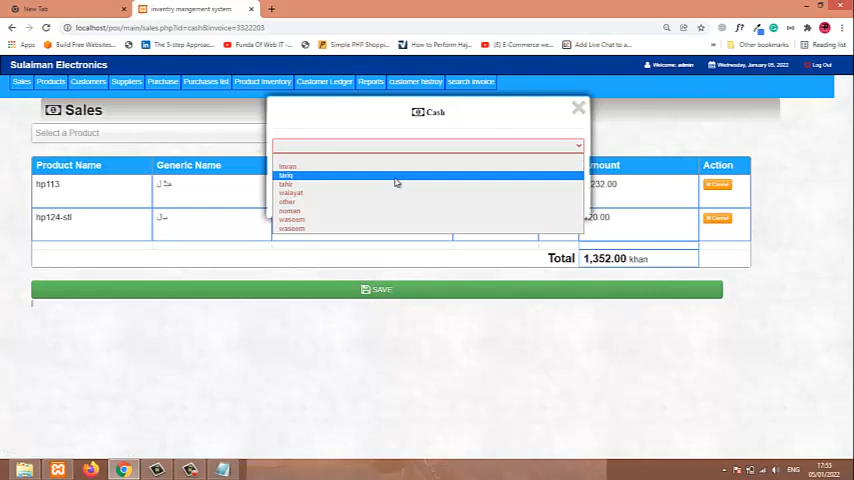 New Tab
inventry mangement system
localhost/pos/main/sales.php?id=cash&invoice=3322203
Apps
Build Free Websites...
The 5-step Approac...
Funda Of Web IT -...
Simple PHP Shoppin...
How to Perform Haj...
(8) E-Commerce we...
Add Live Chat to a...
Other bookmarks
Reading list
Sulaiman Electronics
Welcome: admin
Wednesday, January 05, 2022
Log Out
Sales
Products
Customers
Suppliers
Purchase
Purchases list
Product Inventory
Customer Ledger
Reports
customer histroy
search invoice
Sales
Select a Product
Cash
imran
tariq
tahir
walayat
other
noman
waseem
waseem
Product Name
Generic Name
Amount
Action
hp113
,232.00
Cancel
hp124-stl
20.00
Cancel
Total
1,352.00 khan
SAVE
ENG
17:53
05/01/2022